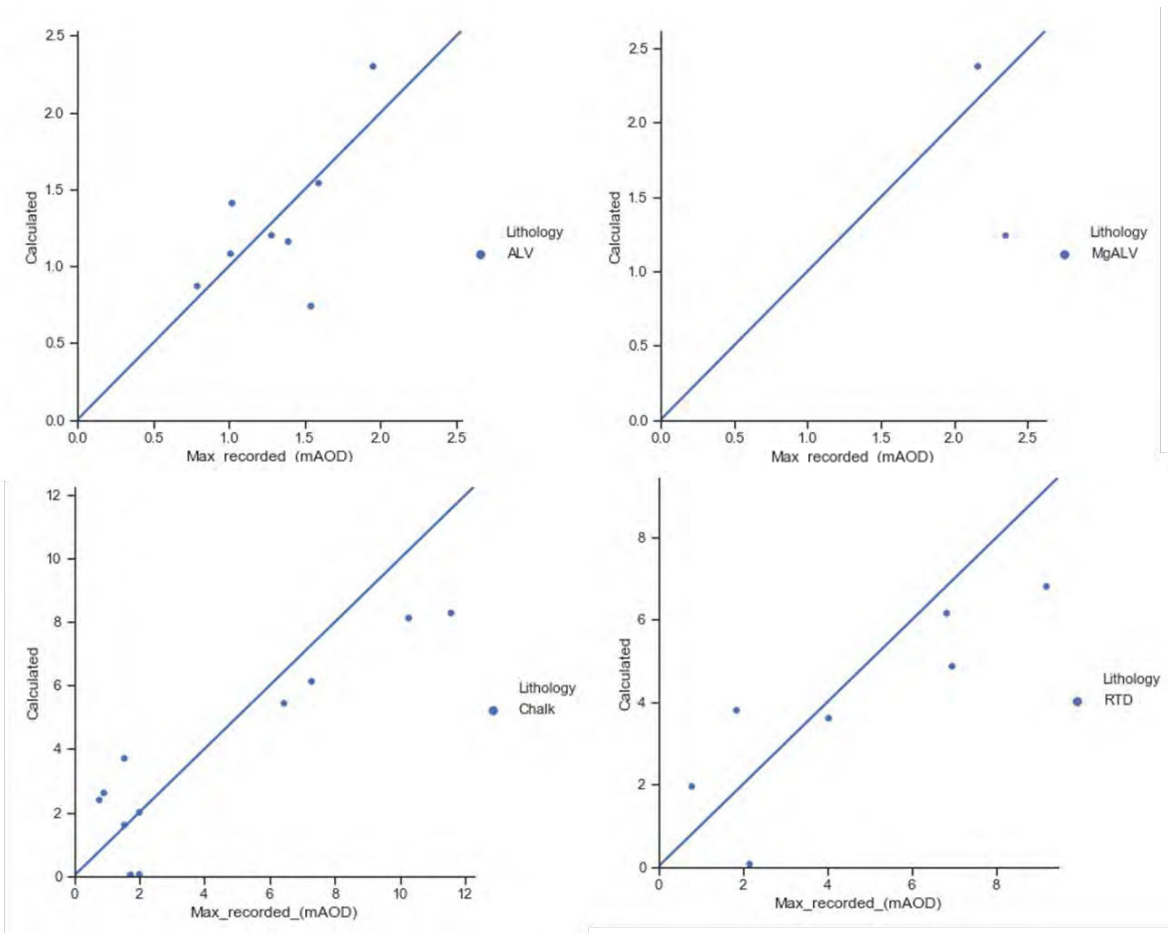 2.5
2.0
1.5
1.0
0.5
0.0
Calculated
0.0 0.5 1.0 1.5 2.0 2.5
Max_recorded_(mAOD)
Lithology
ALV
2.5
2.0
1.5
1.0
0.5
0.0
Calculated
0.0 0.5 1.0 1.5 2.0 2.5
Max_recorded_(mAOD)
Lithology
MgALV
12
10
8
6
4
2
0
Calculated
0 2 4 6 8 10 12
Max_recorded_(mAOD)
Lithology
Chalk
8
6
4
2
0
Calculated
0 2 4 6 8
Max_recorded_(mAOD)
Lithology
RTD